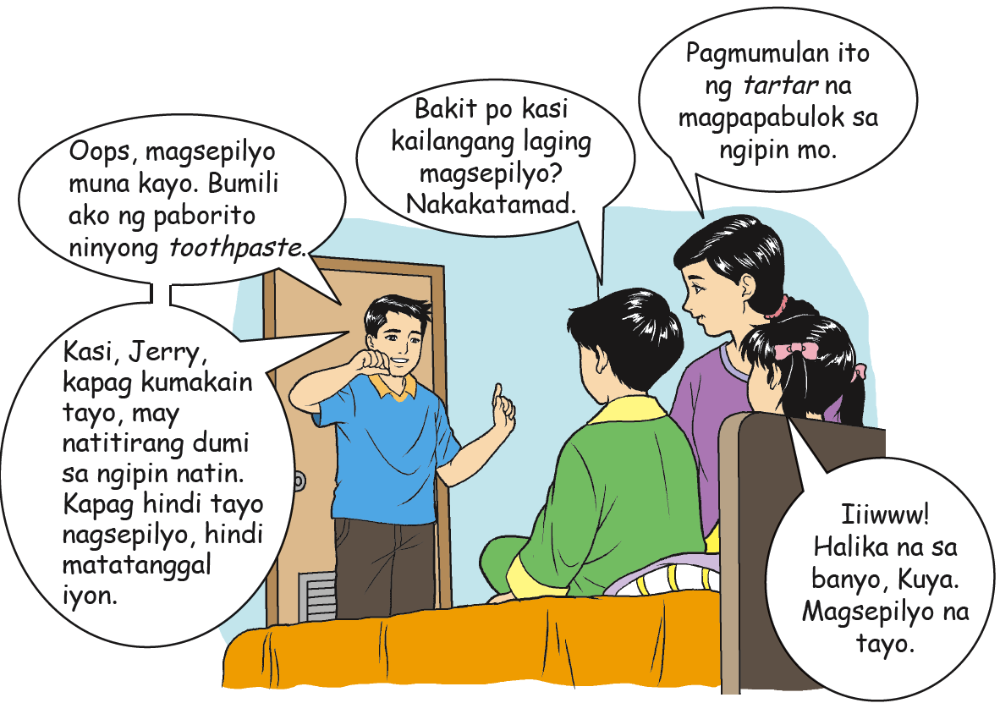 Oops, magsepilyo
muna kayo. Bumili
ako ng paborito
ninyong toothpaste.
Bakit po kasi
kailangang laging
magsepilyo?
Nakakatamad.
Kasi, Jerry,
kapag kumakain
tayo, may
natitirang dumi
sa ngipin natin.
Kapag hindi tayo
nagsepilyo, hindi
matatanggal
iyon.
Pagmumulan ito
ng tartar na
magpapabulok sa
ngipin mo.
Iiiwww!
Halika na sa
banyo, Kuya.
Magsepilyo na
tayo.